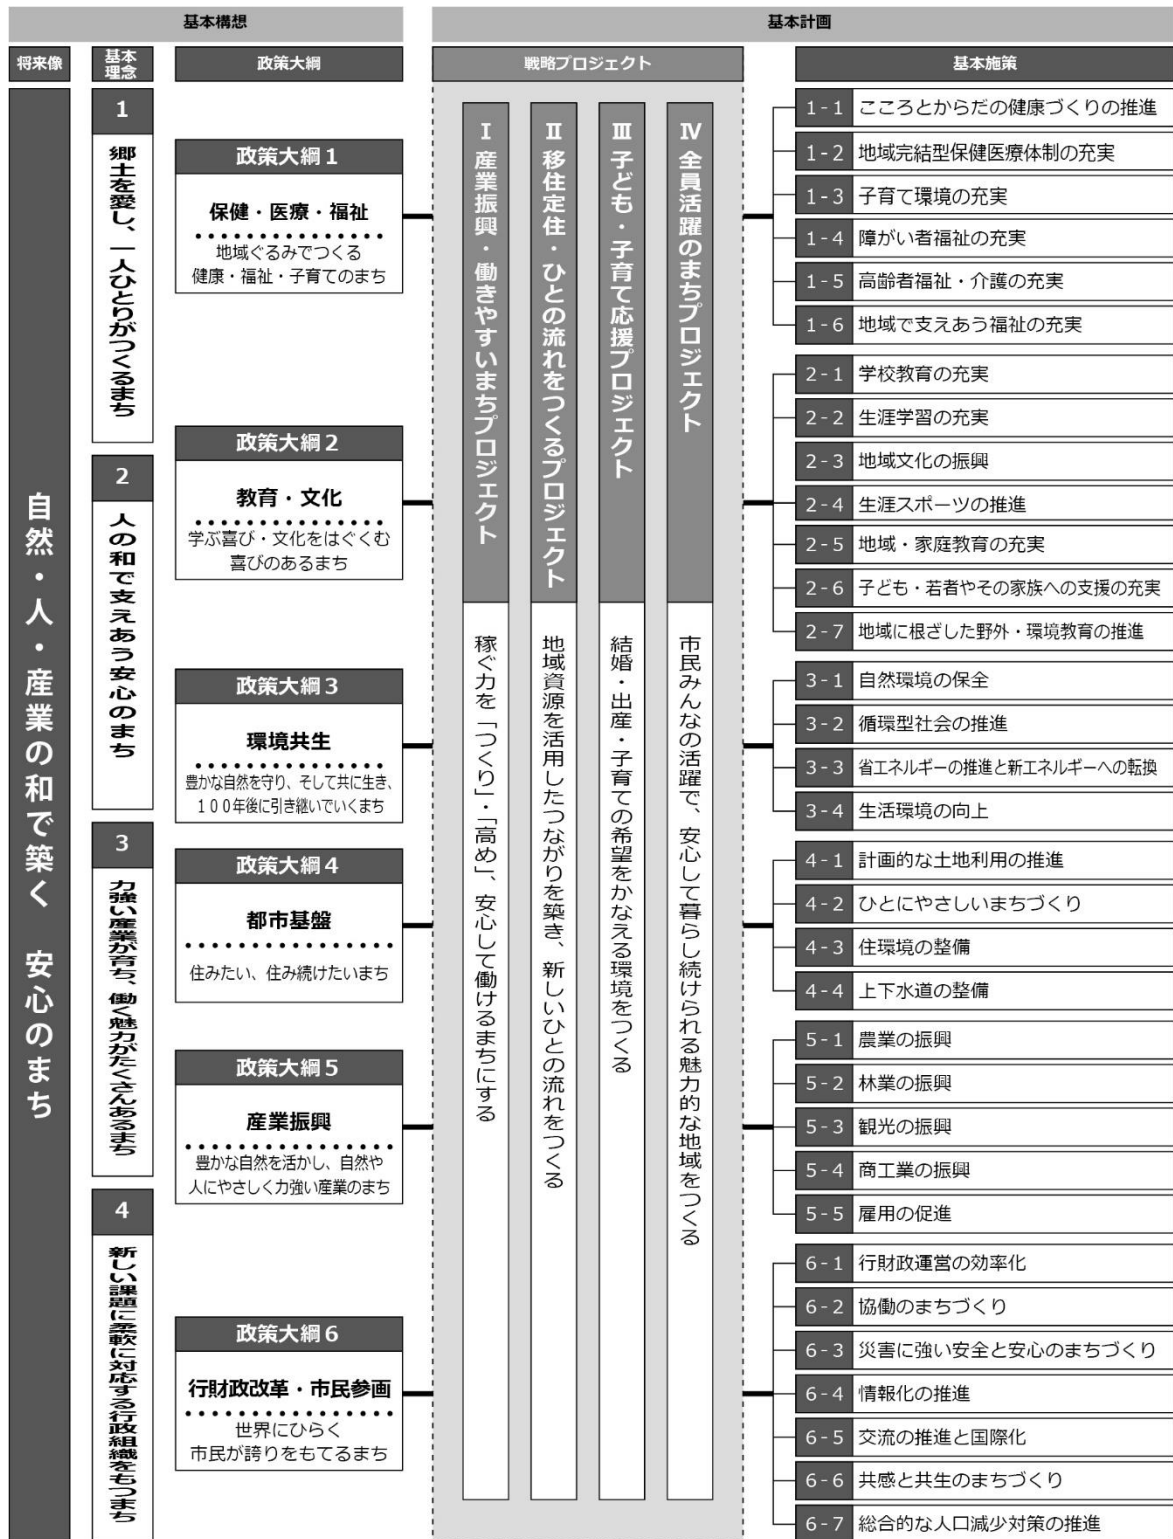 基本構想
基本計画
将来像
基本
理念
政策大綱
戦略プロジェクト
基本施策
自然・人・産業の和で築く 安心のまち
1
郷土を愛し、一人ひとりがつくるまち
2
人の和で支えあう安心のまち
3
力強い産業が育ち、働く魅力がたくさんあるまち
4
新しい課題に柔軟に対応する行政組織をもつまち
政策大綱1
保健・医療・福祉
地域ぐるみでつくる
健康・福祉・子育てのまち
政策大綱2
教育・文化
学ぶ喜び・文化をはぐくむ
喜びのあるまち
政策大綱3
環境共生
豊かな自然を守り、そして共に生き、
100年後に引き継いでいくまち
政策大綱4
都市基盤
住みたい、住み続けたいまち
政策大綱5
産業振興
豊かな自然を活かし、自然や
人にやさしく力強い産業のまち
政策大綱6
行財政改革・市民参画
世界にひらく
市民が誇りをもてるまち
Ⅰ 産業振興・働きやすいまちプロジェクト
稼ぐ力を「つくり」・「高め」、安心して働けるまちにする
Ⅱ 移住定住・ひとの流れをつくるプロジェクト
地域資源を活用したつながりを築き、新しいひとの流れをつくる
Ⅲ 子ども・子育て応援プロジェクト
結婚・出産・子育ての希望をかなえる環境をつくる
Ⅳ 全員活躍のまちプロジェクト
市民みんなの活躍で、安心して暮らし続けられる魅力的な地域をつくる
1-1 こころとからだの健康づくりの推進
1-2 地域完結型保健医療体制の充実
1-3 子育て環境の充実
1-4 障がい者福祉の充実
1-5 高齢者福祉・介護の充実
1-6 地域で支えあう福祉の充実
2-1 学校教育の充実
2-2 生涯学習の充実
2-3 地域文化の振興
2-4 生涯スポーツの推進
2-5 地域・家庭教育の充実
2-6 子ども・若者やその家族への支援の充実
2-7 地域に根ざした野外・環境教育の推進
3-1 自然環境の保全
3-2 循環型社会の推進
3-3 省エネルギーの推進と新エネルギーへの転換
3-4 生活環境の向上
4-1 計画的な土地利用の推進
4-2 ひとにやさしいまちづくり
4-3 住環境の整備
4-4 上下水道の整備
5-1 農業の振興
5-2 林業の振興
5-3 観光の振興
5-4 商工業の振興
5-5 雇用の促進
6-1 行財政運営の効率化
6-2 協働のまちづくり
6-3 災害に強い安全と安心のまちづくり
6-4 情報化の推進
6-5 交流の推進と国際化
6-6 共感と共生のまちづくり
6-7 総合的な人口減少対策の推進